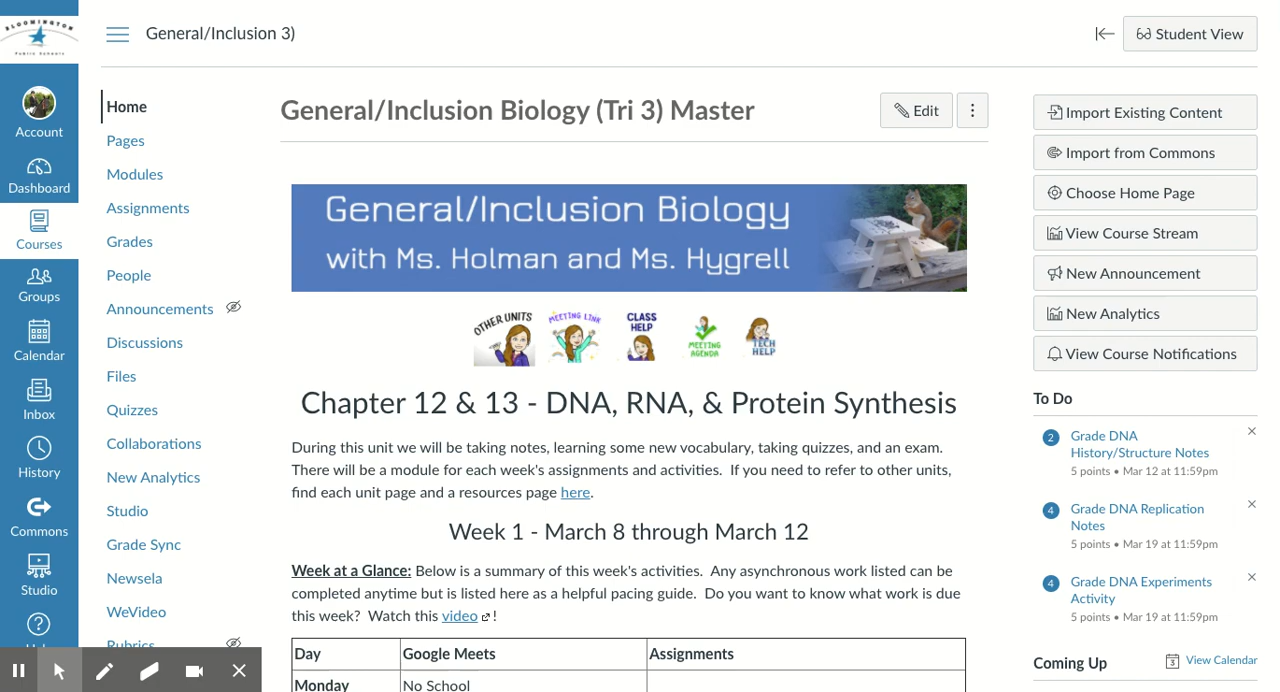 BLOOMINGTON
Public Schools
General/Inclusion 3)
Student View
Account
Dashboard
Courses
Groups
Calendar
Inbox
History
Commons
Studio
Home
Pages
Modules
Assignments
Grades
People
Announcements
Discussions
Files
Quizzes
Collaborations
New Analytics
Studio
Grade Sync
Newsela
WeVideo
Rubrics
General/Inclusion Biology (Tri 3) Master
Edit
General/Inclusion Biology
with Ms. Holman and Ms. Hygrell
OTHER UNITS
MEETING LINK
CLASS HELP
MEETING AGENDA
TECH HELP
Chapter 12 & 13 - DNA, RNA, & Protein Synthesis
During this unit we will be taking notes, learning some new vocabulary, taking quizzes, and an exam.
There will be a module for each week's assignments and activities.  If you need to refer to other units,
find each unit page and a resources page here.
Week 1 - March 8 through March 12
Week at a Glance: Below is a summary of this week's activities.  Any asynchronous work listed can be
completed anytime but is listed here as a helpful pacing guide.  Do you want to know what work is due
this week?  Watch this video !
Day Google Meets Assignments
Monday No School
Import Existing Content
Import from Commons
Choose Home Page
View Course Stream
New Announcement
New Analytics
View Course Notifications
To Do
2 Grade DNA
History/Structure Notes
5 points • Mar 12 at 11:59pm
4 Grade DNA Replication
Notes
5 points • Mar 19 at 11:59pm
4 Grade DNA Experiments
Activity
5 points • Mar 19 at 11:59pm
Coming Up
3 View Calendar